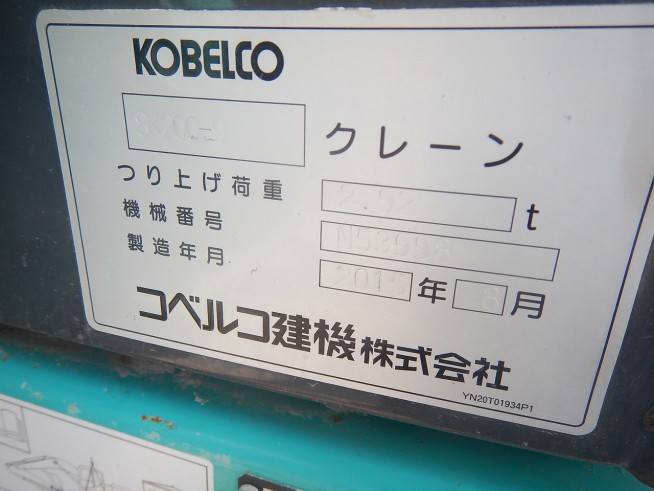 KOBELCO
クレーン
つり上げ荷重 t
機械番号
製造年月 年 月
コベルコ建機株式会社
YN20T01934P1